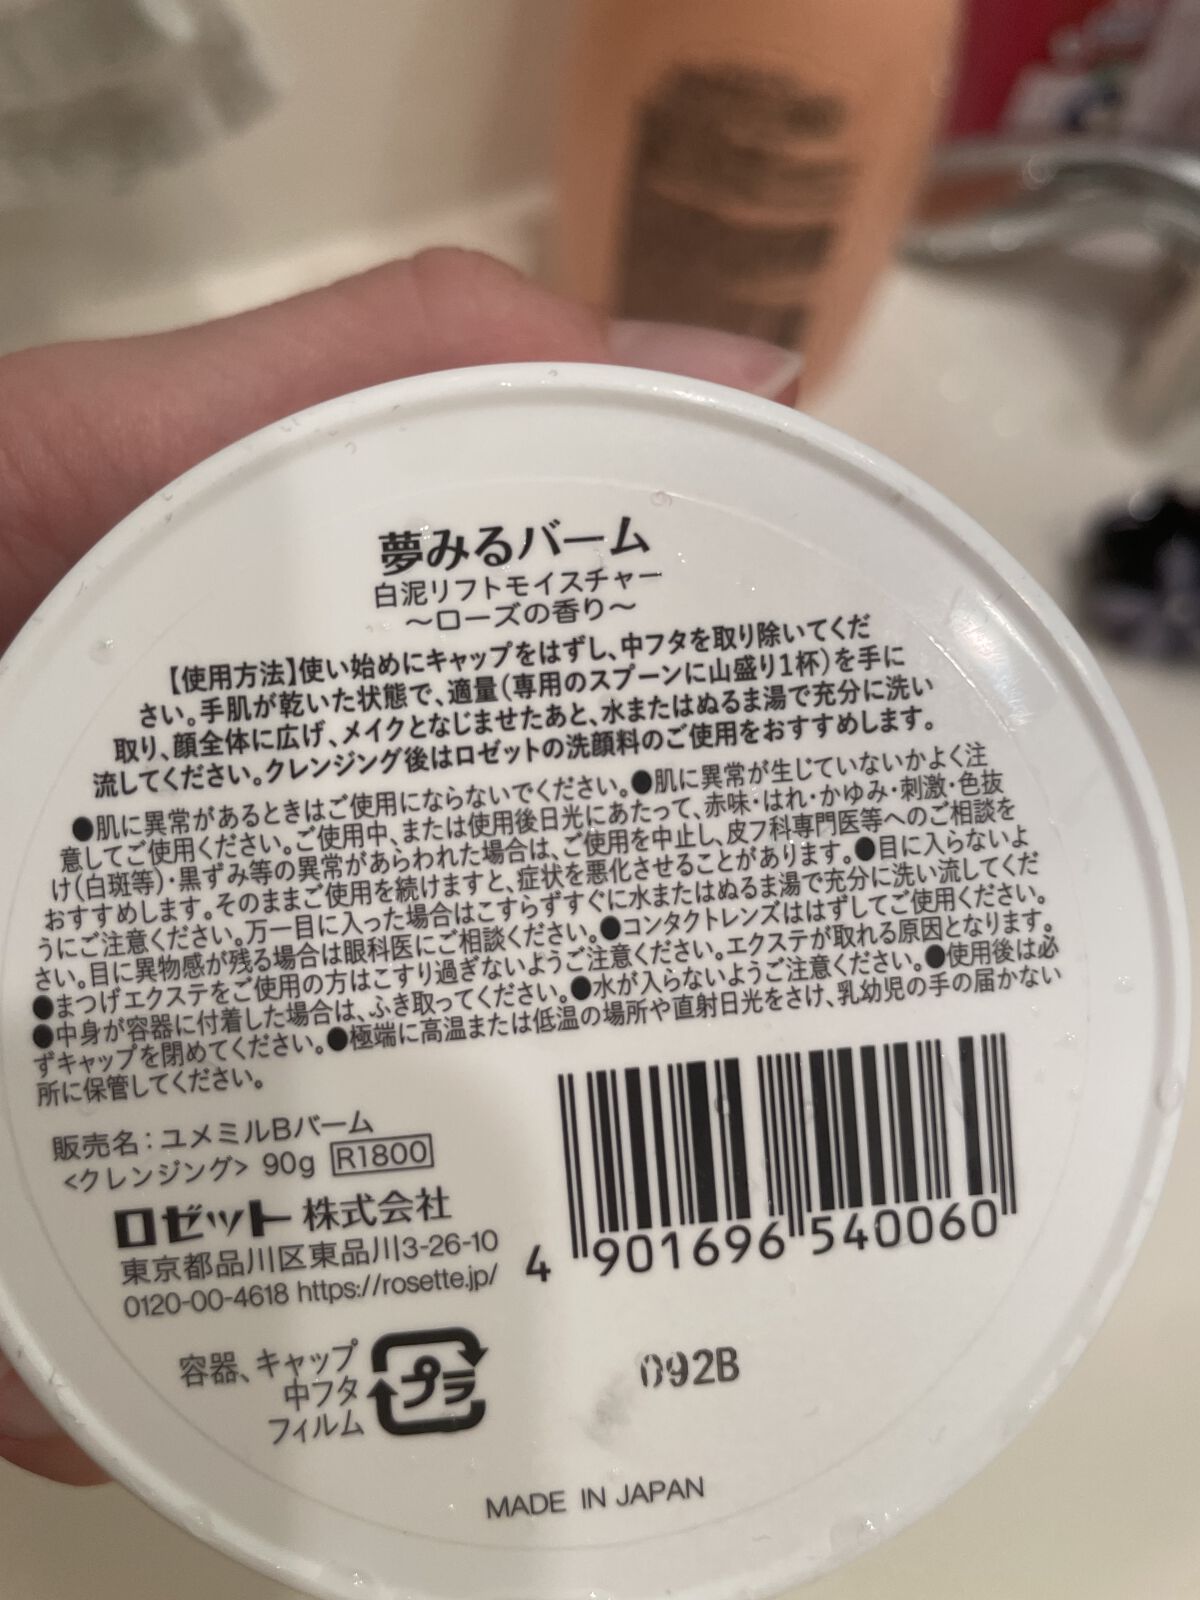 夢みるバーム
白泥リフトモイスチャー
～ローズの香り～
【使用方法】使い始めにキャップをはずし、中フタを取り除いてくだ
さい。手肌が乾いた状態で、適量(専用のスプーンに山盛り1杯)を手に
取り、顔全体に広げ、メイクとなじませたあと、水またはぬるま湯で充分に洗い
流してください。クレンジング後はロゼットの洗顔料のご使用をおすすめします。
●肌に異常があるときはご使用にならないでください。●肌に異常が生じていないかよく注
意してご使用ください。ご使用中、または使用後日光にあたって、赤味・はれ・かゆみ・刺激・色抜
け(白斑等)・黒ずみ等の異常があらわれた場合は、ご使用を中止し、皮フ科専門医等へのご相談を
おすすめします。そのままご使用を続けますと、症状を悪化させることがあります。●目に入らないよ
うにご注意ください。万一目に入った場合はこすらずすぐに水またはぬるま湯で充分に洗い流してくだ
さい。目に異物感が残る場合は眼科医にご相談ください。●コンタクトレンズははずしてご使用ください。
●まつげエクステをご使用の方はこすり過ぎないようご注意ください。エクステが取れる原因となります。
●中身が容器に付着した場合は、ふき取ってください。●水が入らないようご注意ください。●使用後は必
ずキャップを閉めてください。●極端に高温または低温の場所や直射日光をさけ、乳幼児の手の届かない
所に保管してください。
販売名：ユメミルBバーム
<クレンジング> 90g R1800
ロゼット 株式会社
東京都品川区東品川3-26-10
0120-00-4618 https://rosette.jp/
4 901696 540060
容器、キャップ
中フタ
フィルム
プラ
092B
MADE IN JAPAN